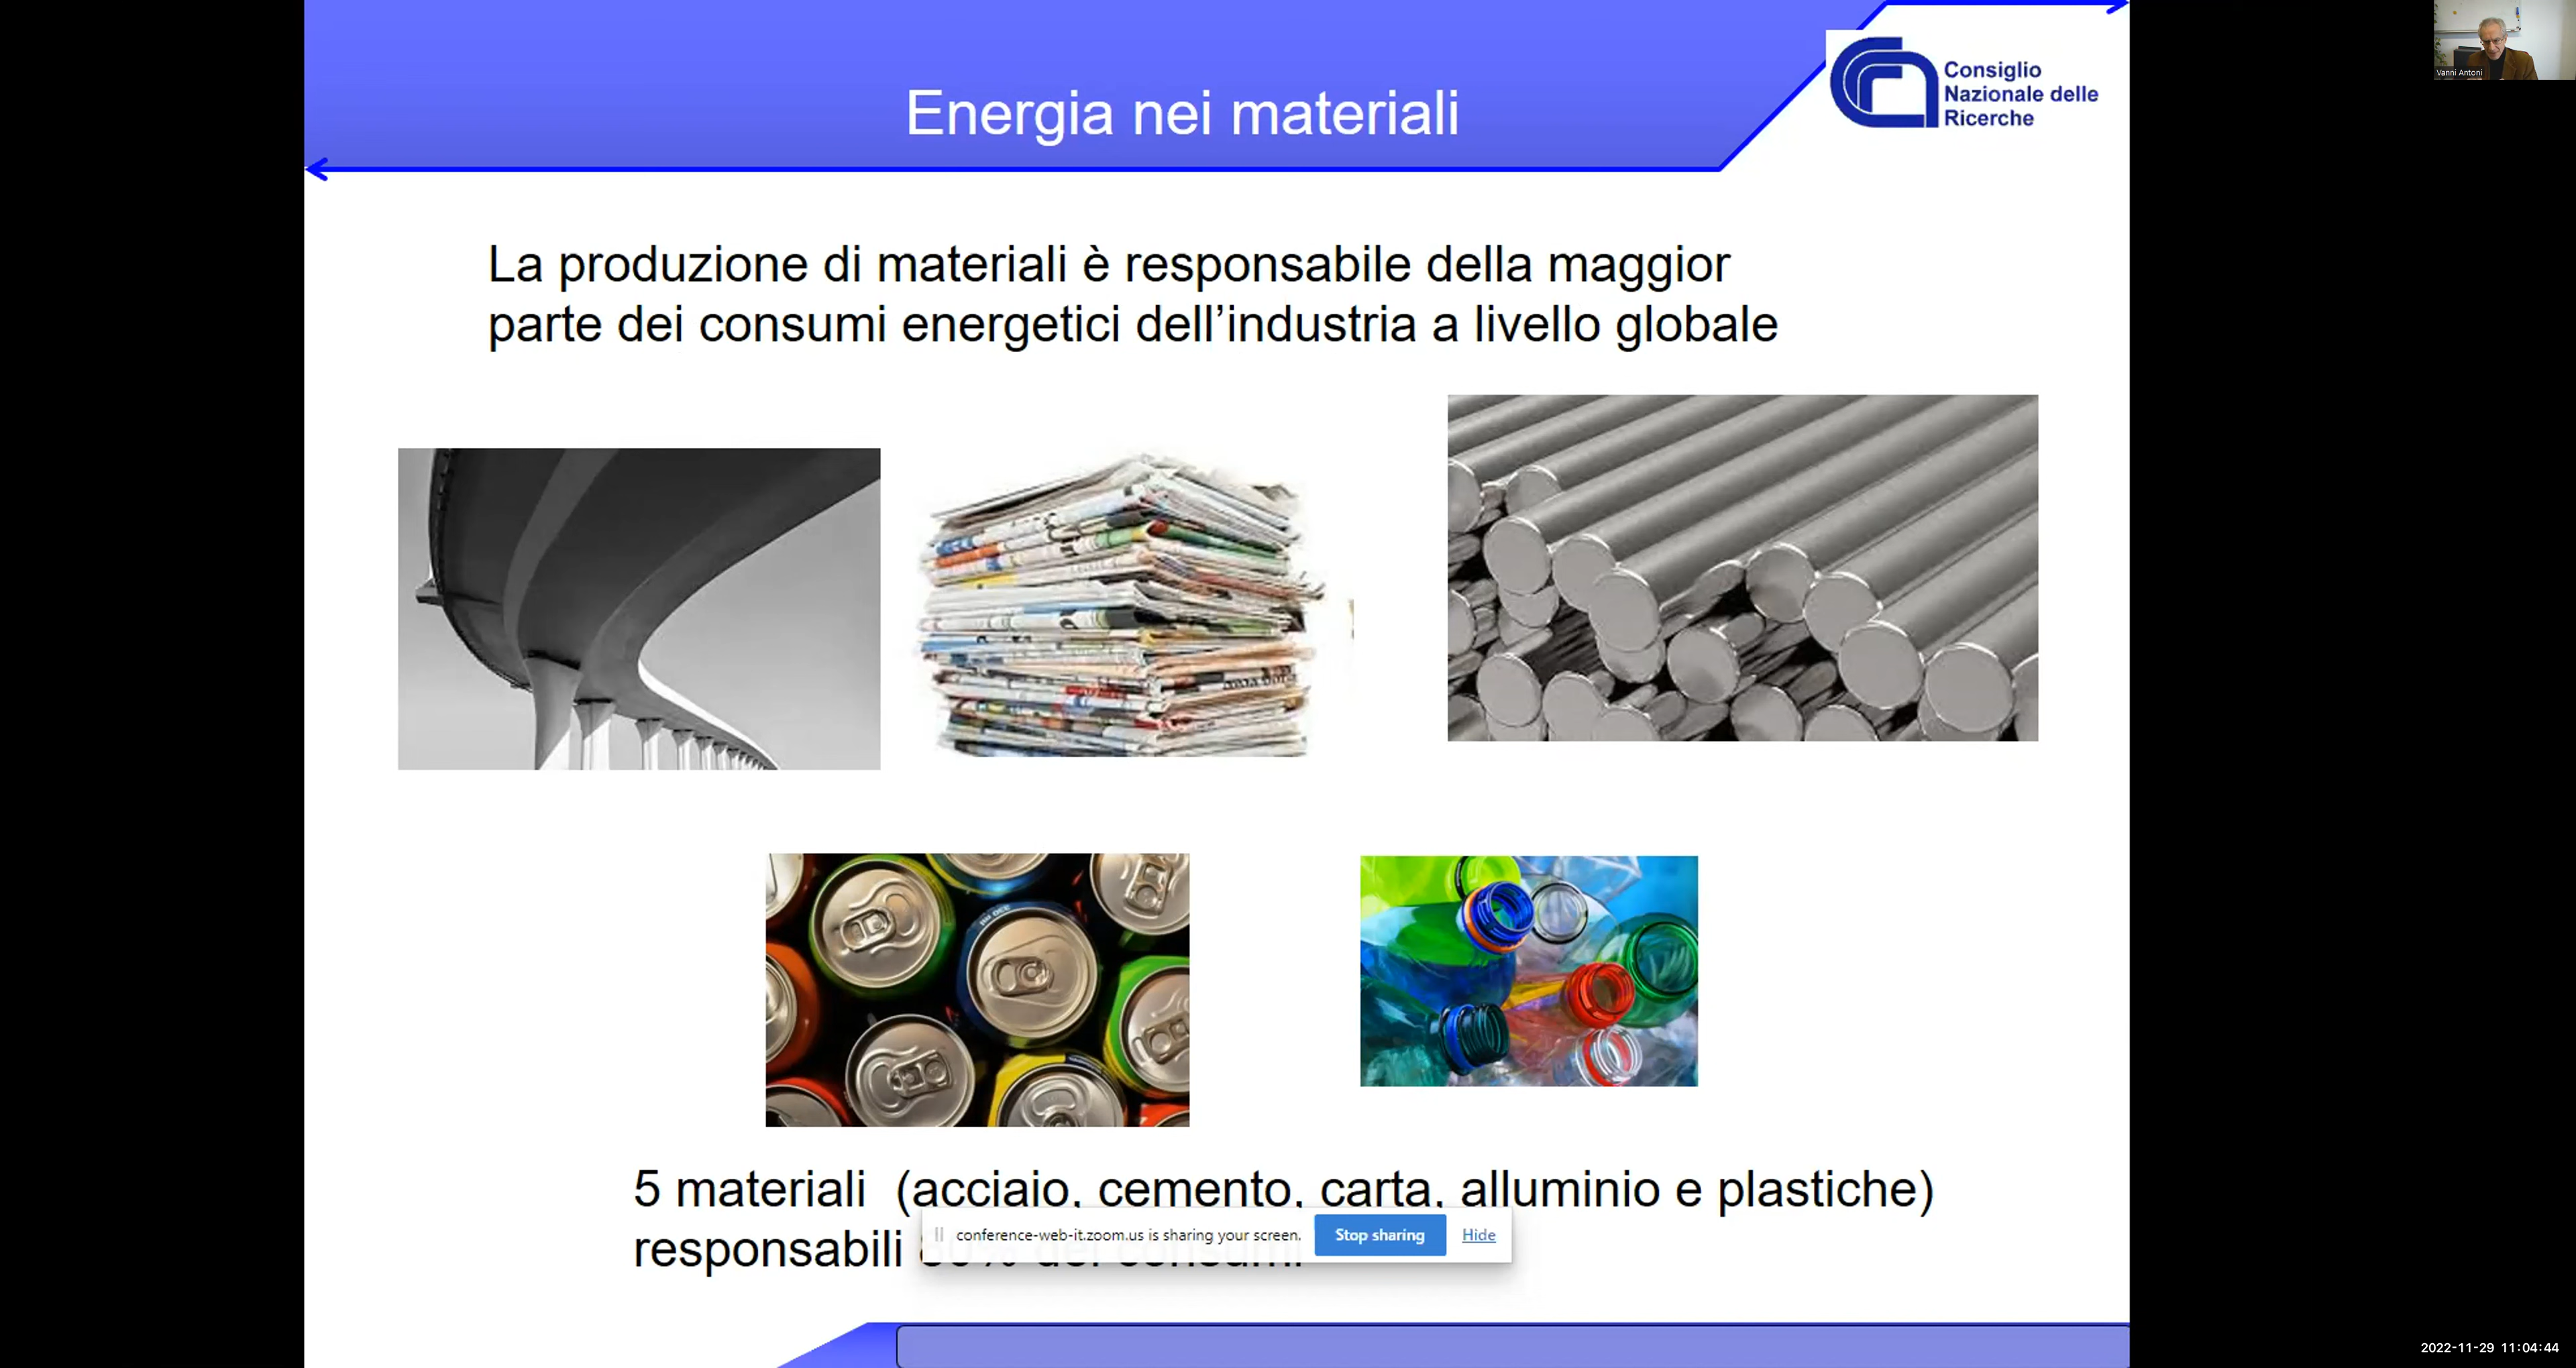 Energia nei materiali
Consiglio
Nazionale delle
Ricerche
Vanni Antoni
La produzione di materiali è responsabile della maggior
parte dei consumi energetici dell’industria a livello globale
5 materiali (acciaio, cemento, carta, alluminio e plastiche)
responsabili
conference-web-it.zoom.us is sharing your screen.
Stop sharing
Hide
2022-11-29 11:04:44